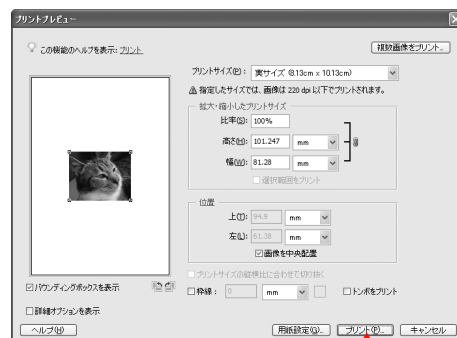 プリントプレビュー
この機能のヘルプを表示: プリント
複数画像をプリント...
プリントサイズ(P): 実サイズ (8.13cm x 10.13cm)
指定したサイズでは、画像は 220 dpi 以下でプリントされます。
拡大・縮小したプリントサイズ
比率(S): 100%
高さ(H): 101.247 mm
幅(W): 81.28 mm
選択範囲をプリント
位置
上(T): 94.9 mm
左(L): 61.38 mm
画像を中央配置
プリントサイズの縦横比に合わせて切り抜く
バウンディングボックスを表示
枠線: 0 mm
トンボをプリント
詳細オプションを表示
ヘルプ(H)
用紙設定(G)...
プリント(P)...
キャンセル